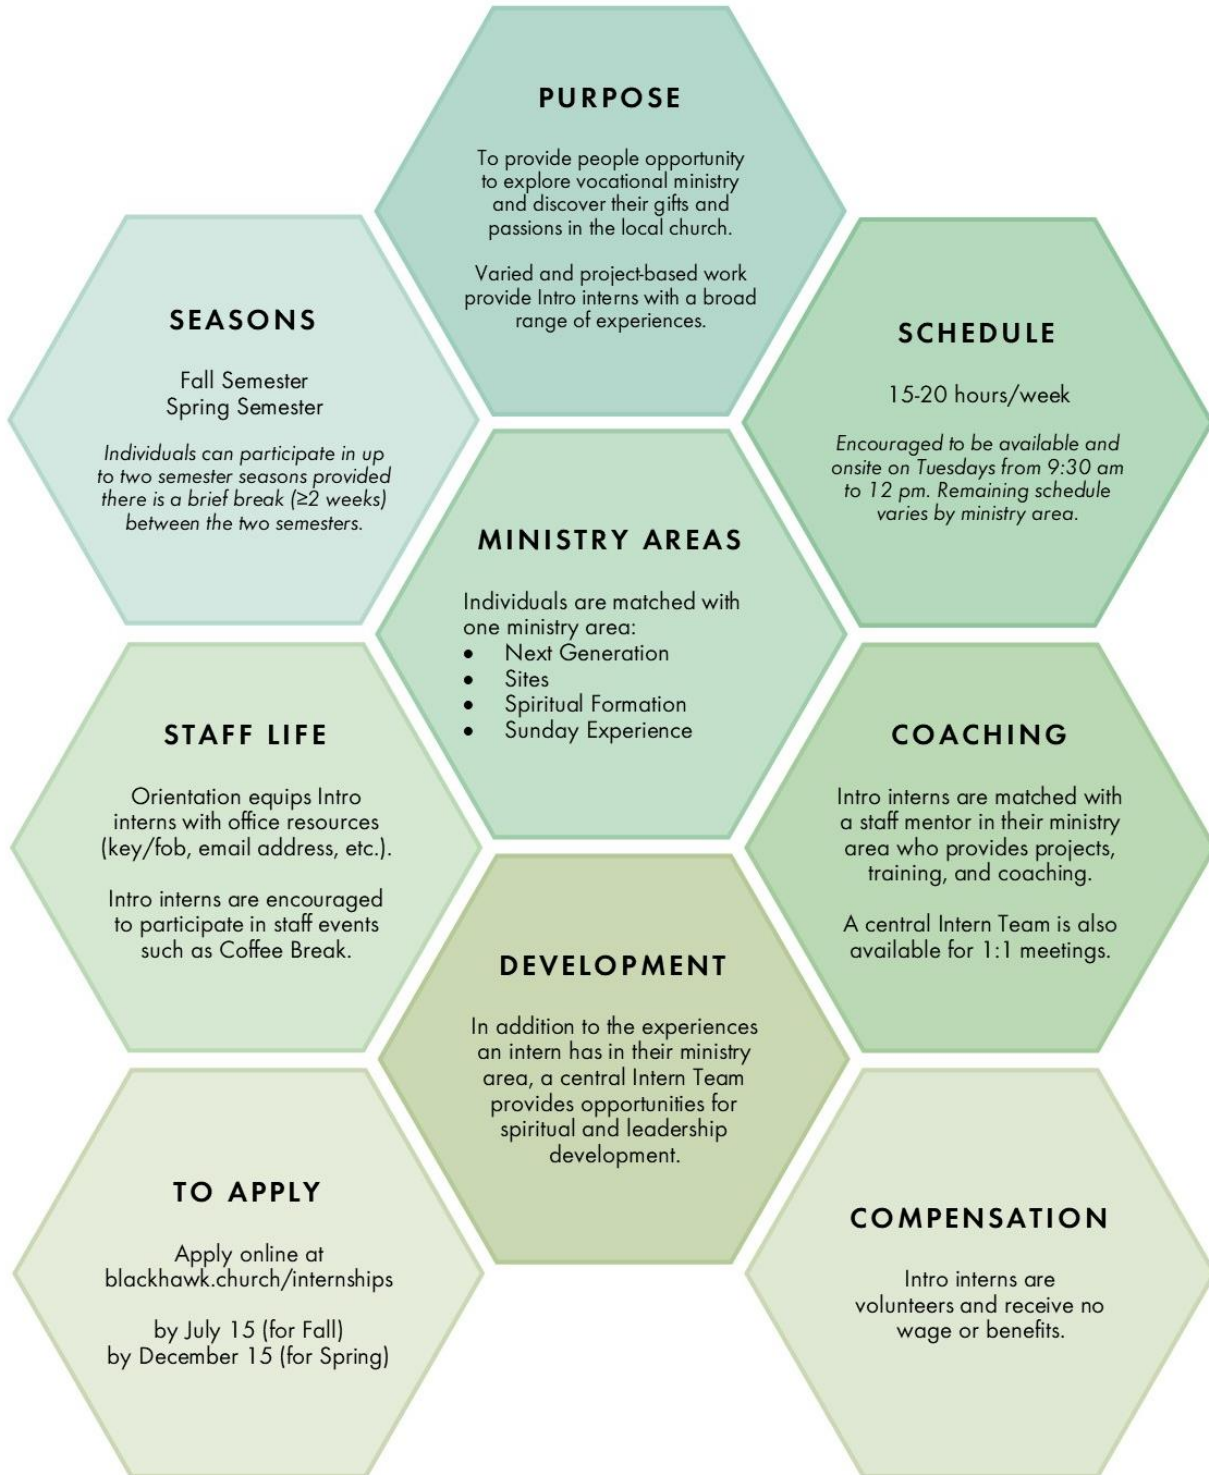 PURPOSE
To provide people opportunity
to explore vocational ministry
and discover their gifts and
passions in the local church.
Varied and project-based work
provide Intro interns with a broad
range of experiences.
SEASONS
Fall Semester
Spring Semester
Individuals can participate in up
to two semester seasons provided
there is a brief break (≥2 weeks)
between the two semesters.
SCHEDULE
15-20 hours/week
Encouraged to be available and
onsite on Tuesdays from 9:30 am
to 12 pm. Remaining schedule
varies by ministry area.
MINISTRY AREAS
Individuals are matched with
one ministry area:
• Next Generation
• Sites
• Spiritual Formation
• Sunday Experience
STAFF LIFE
Orientation equips Intro
interns with office resources
(key/fob, email address, etc.).
Intro interns are encouraged
to participate in staff events
such as Coffee Break.
COACHING
Intro interns are matched with
a staff mentor in their ministry
area who provides projects,
training, and coaching.
A central Intern Team is also
available for 1:1 meetings.
DEVELOPMENT
In addition to the experiences
an intern has in their ministry
area, a central Intern Team
provides opportunities for
spiritual and leadership
development.
TO APPLY
Apply online at
blackhawk.church/internships
by July 15 (for Fall)
by December 15 (for Spring)
COMPENSATION
Intro interns are
volunteers and receive no
wage or benefits.